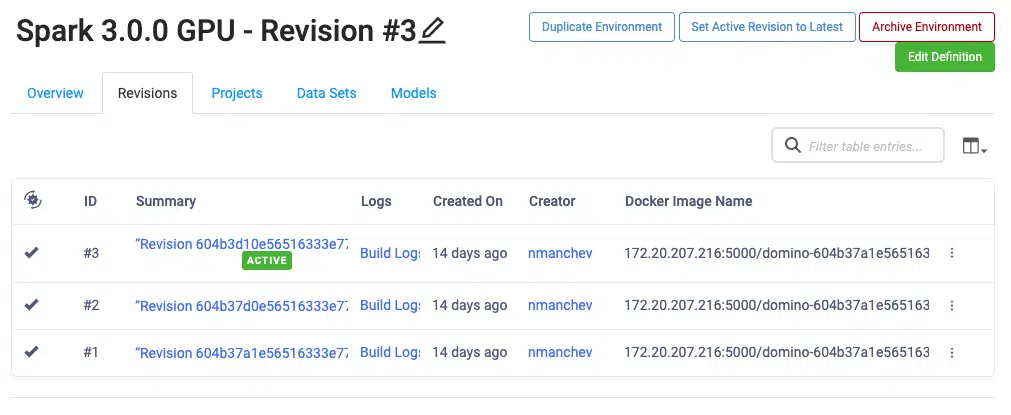 Spark 3.0.0 GPU - Revision #3
Duplicate Environment
Set Active Revision to Latest
Archive Environment
Edit Definition
Overview
Revisions
Projects
Data Sets
Models
Filter table entries...
ID Summary Logs Created On Creator Docker Image Name
#3 "Revision 604b3d10e56516333e77 Build Logs 14 days ago nmanchev 172.20.207.216:5000/domino-604b37a1e565163
ACTIVE
#2 "Revision 604b37d0e56516333e77 Build Logs 14 days ago nmanchev 172.20.207.216:5000/domino-604b37a1e565163
#1 "Revision 604b37a1e56516333e77 Build Logs 14 days ago nmanchev 172.20.207.216:5000/domino-604b37a1e565163